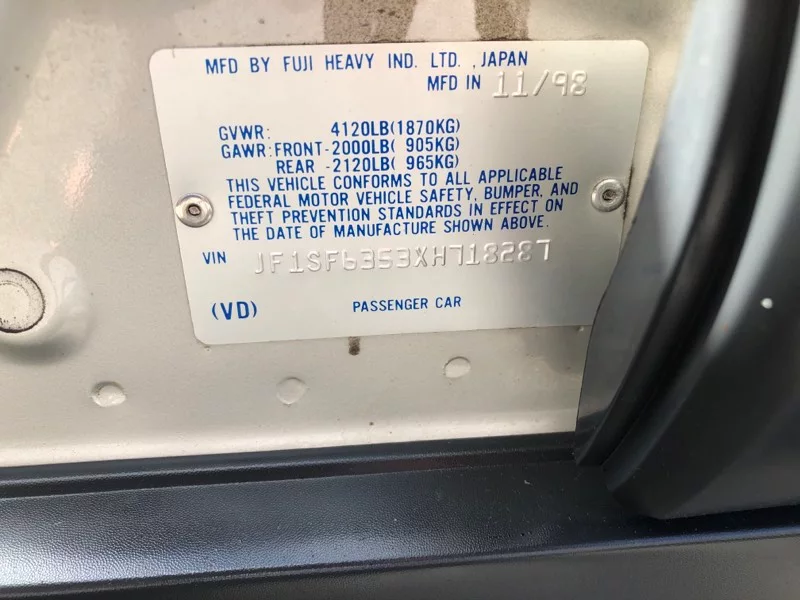 MFD BY FUJI HEAVY IND. LTD. , JAPAN
MFD IN 11/98
GVWR: 4120LB(1870KG)
GAWR:FRONT-2000LB( 905KG)
REAR -2120LB( 965KG)
THIS VEHICLE CONFORMS TO ALL APPLICABLE
FEDERAL MOTOR VEHICLE SAFETY, BUMPER, AND
THEFT PREVENTION STANDARDS IN EFFECT ON
THE DATE OF MANUFACTURE SHOWN ABOVE.
VIN JF1SF6353XH718287
(VD) PASSENGER CAR